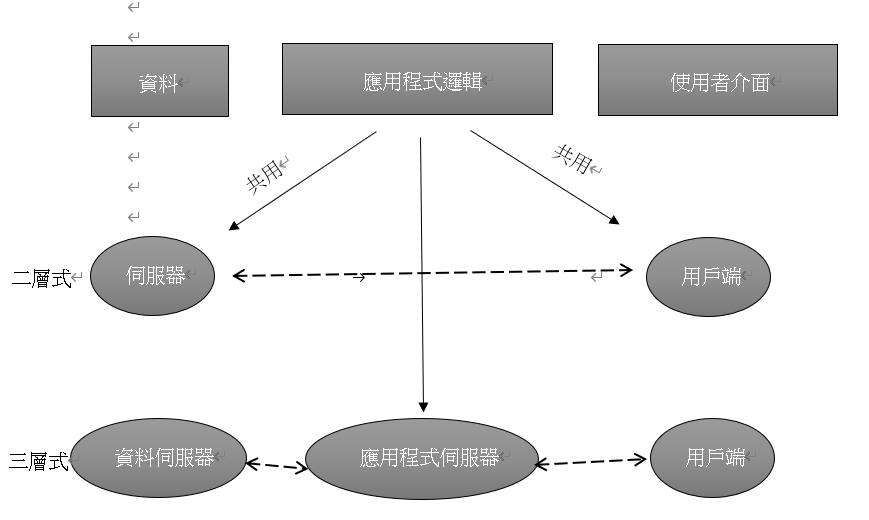 資料
應用程式邏輯
使用者介面
共用
共用
二層式
伺服器
用戶端
三層式
資料伺服器
應用程式伺服器
用戶端